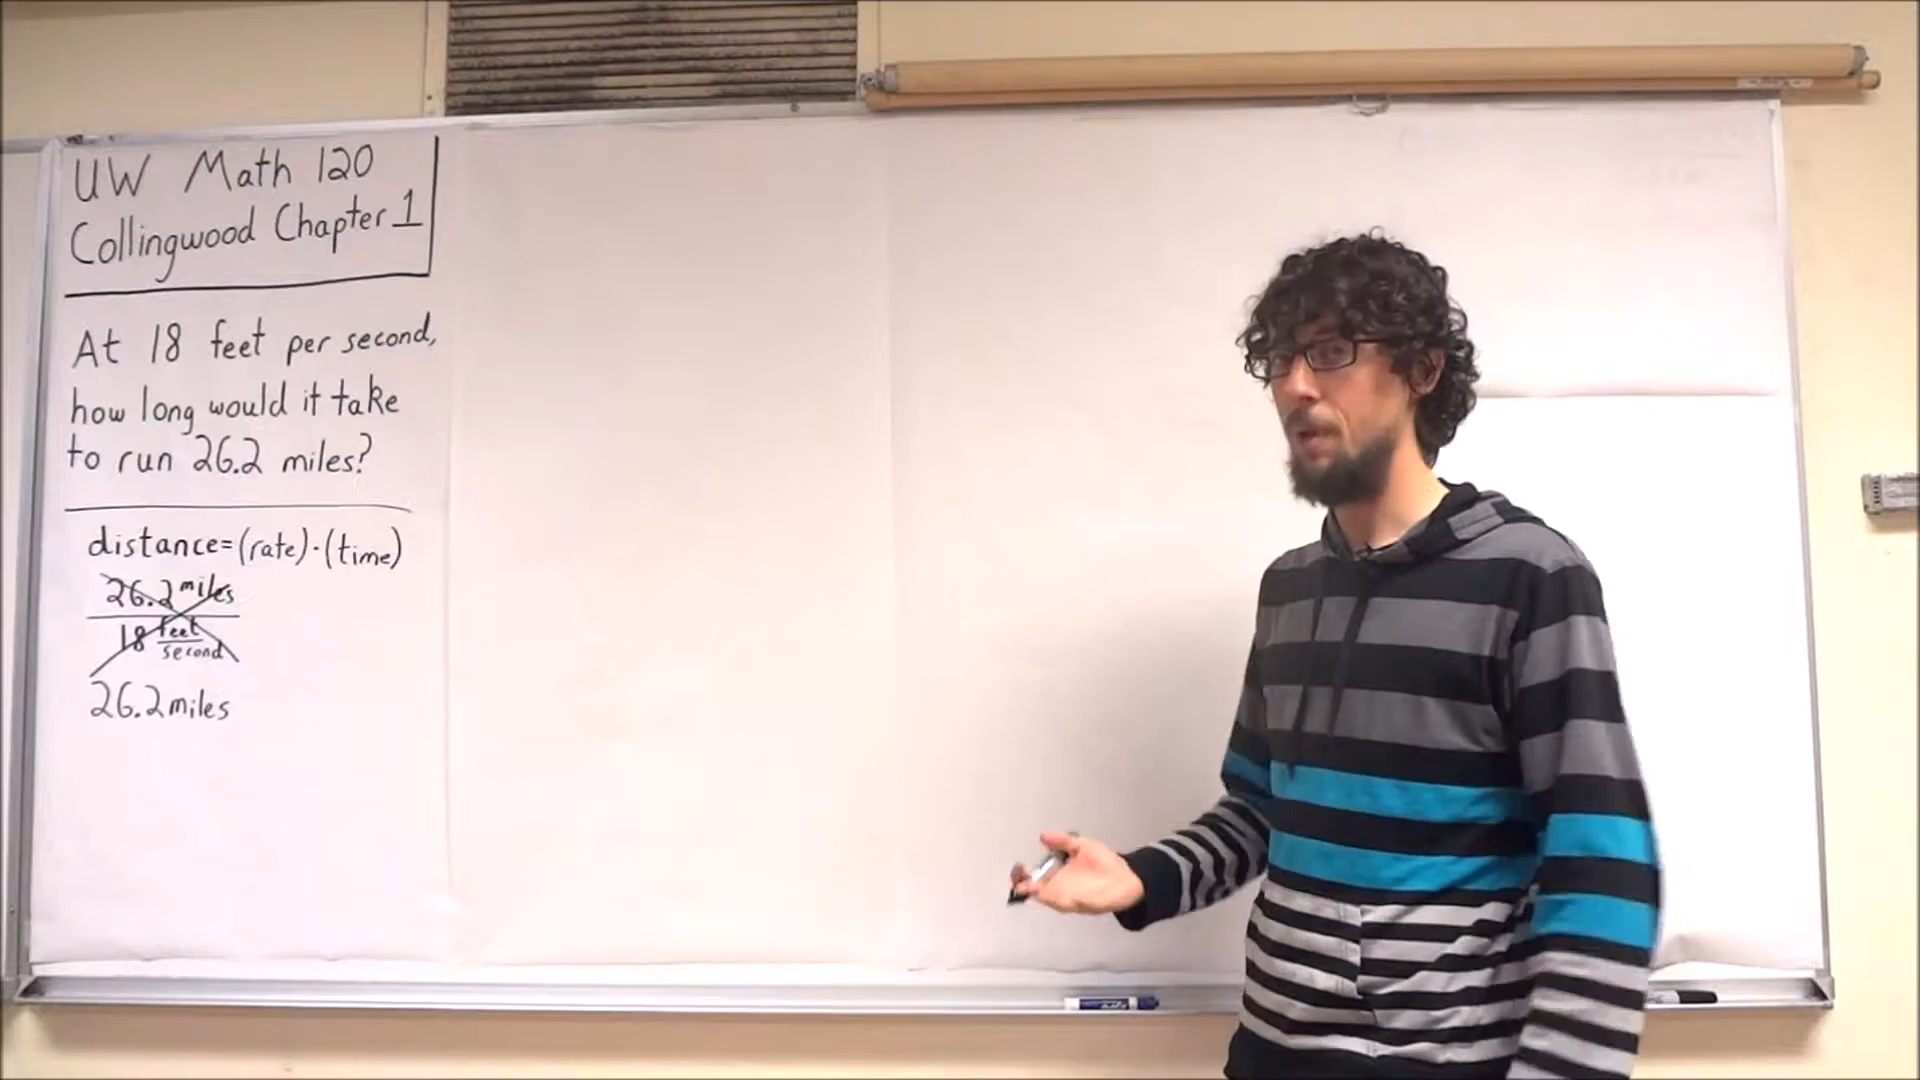 UW Math 120
Collingwood Chapter 1
At 18 feet per second,
how long would it take
to run 26.2 miles?
distance=(rate)·(time)
26.2 miles
18 feet
second
26.2 miles